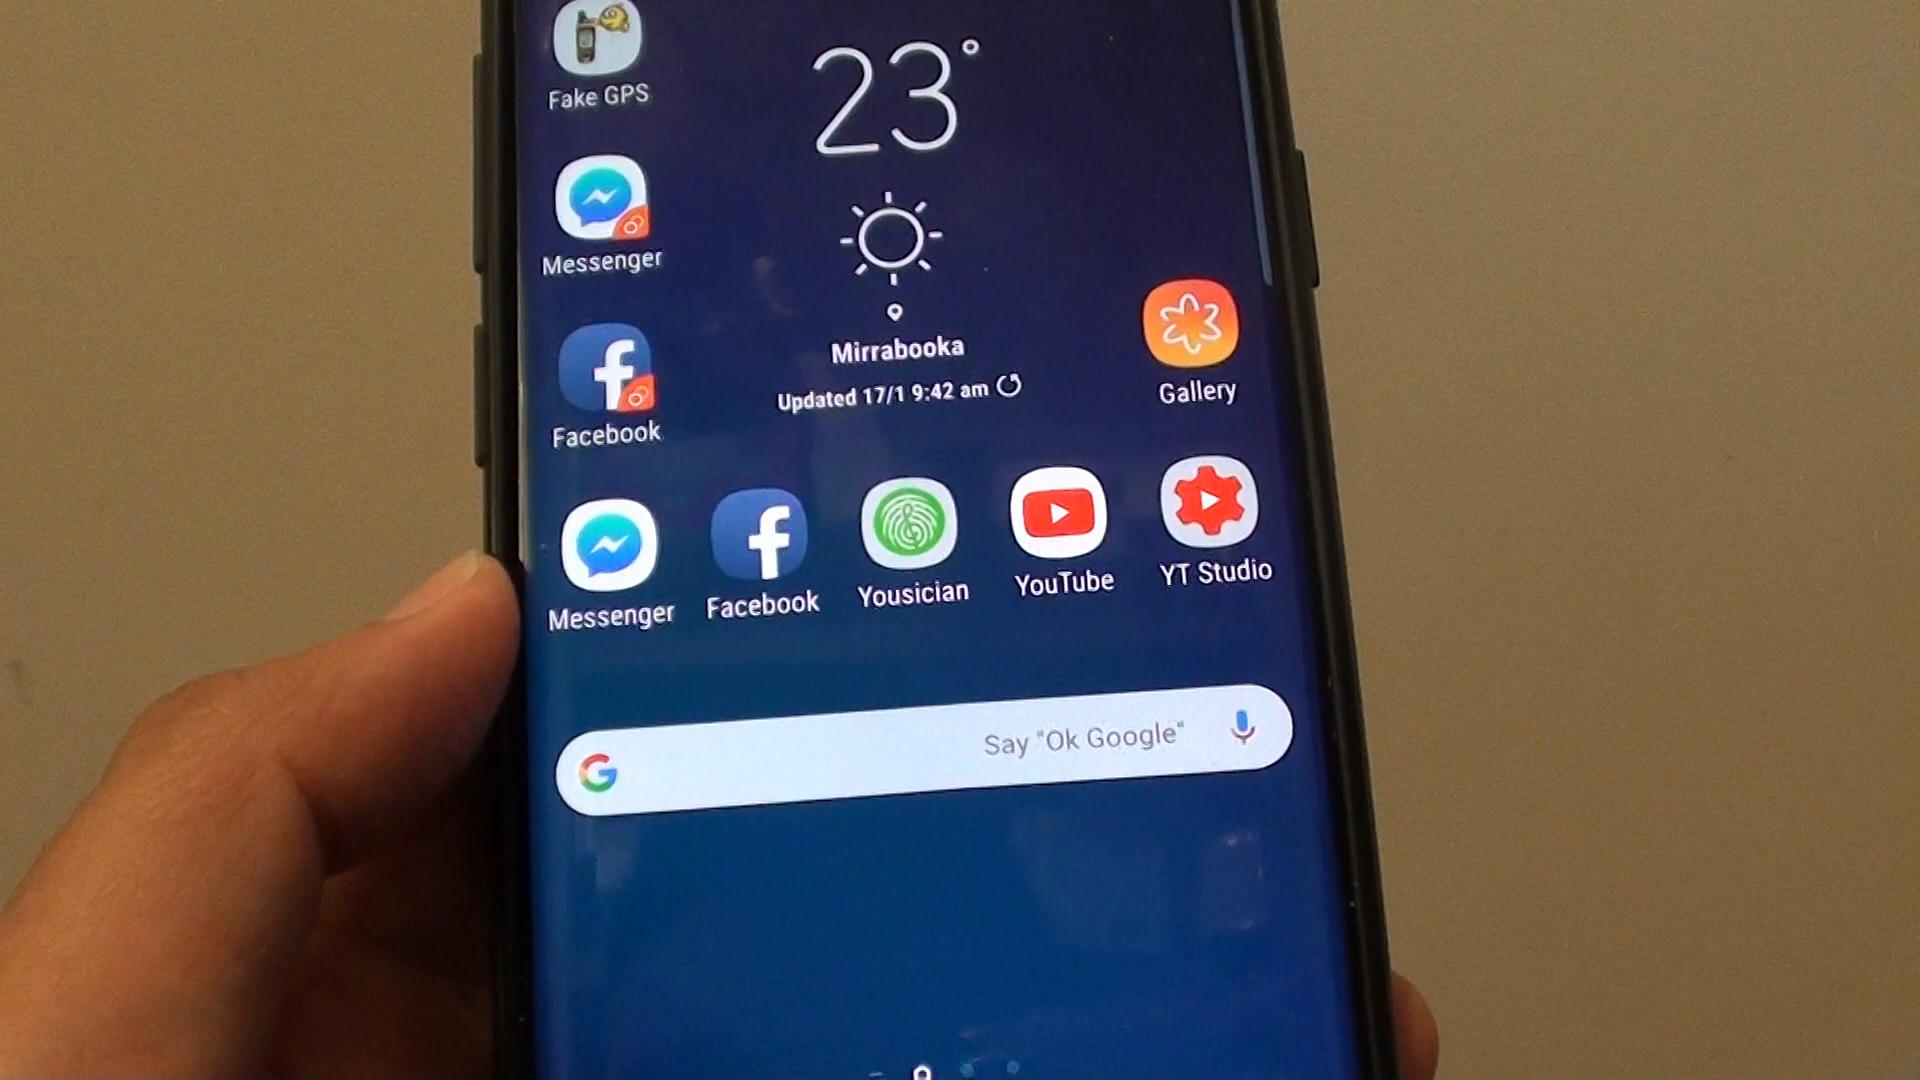 Fake GPS
23°
Messenger
Mirrabooka
Updated 17/1 9:42 am
Gallery
Facebook
Messenger
Facebook
Yousician
YouTube
YT Studio
G
Say "Ok Google"